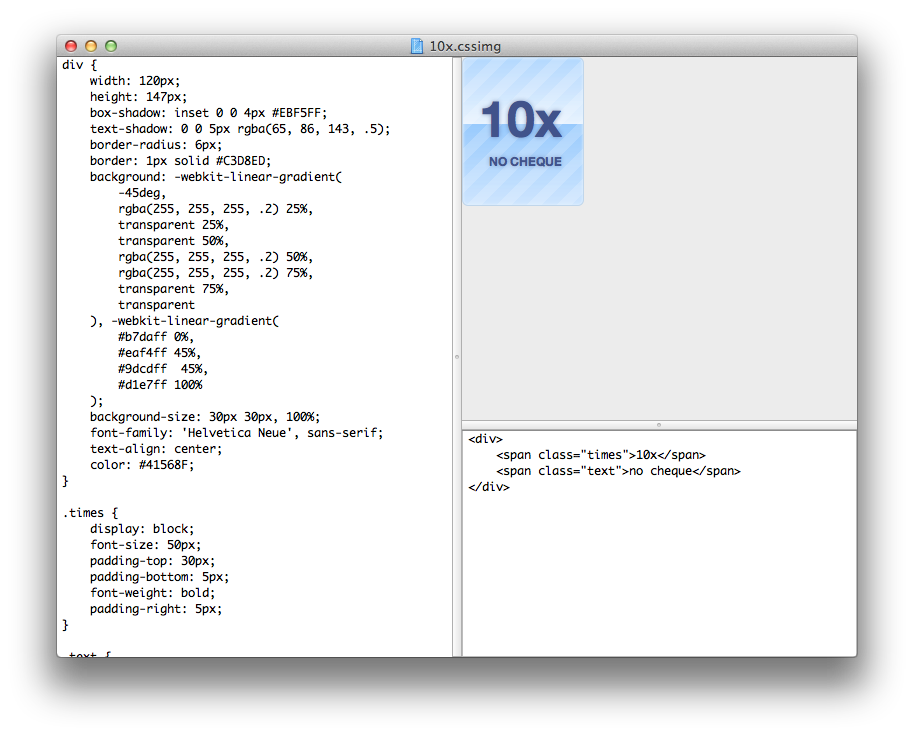 10x.cssimg
div {
    width: 120px;
    height: 147px;
    box-shadow: inset 0 0 4px #EBF5FF;
    text-shadow: 0 0 5px rgba(65, 86, 143, .5);
    border-radius: 6px;
    border: 1px solid #C3D8ED;
    background: -webkit-linear-gradient(
        -45deg,
        rgba(255, 255, 255, .2) 25%,
        transparent 25%,
        transparent 50%,
        rgba(255, 255, 255, .2) 50%,
        rgba(255, 255, 255, .2) 75%,
        transparent 75%,
        transparent
    ), -webkit-linear-gradient(
        #b7daff 0%,
        #eaf4ff 45%,
        #9dcdff  45%,
        #d1e7ff 100%
    );
    background-size: 30px 30px, 100%;
    font-family: 'Helvetica Neue', sans-serif;
    text-align: center;
    color: #41568F;
}
.times {
    display: block;
    font-size: 50px;
    padding-top: 30px;
    padding-bottom: 5px;
    font-weight: bold;
    padding-right: 5px;
}
.text {
10x
NO CHEQUE
<div>
    <span class="times">10x</span>
    <span class="text">no cheque</span>
</div>